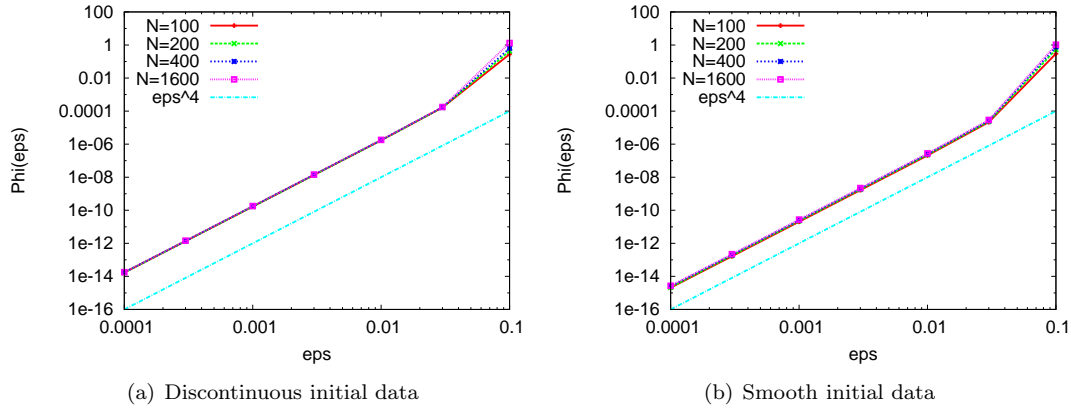 100
1
0.01
0.0001
1e-06
1e-08
1e-10
1e-12
1e-14
1e-16
Phi(eps)
N=100
N=200
N=400
N=1600
eps^4
0.0001 0.001 0.01 0.1
eps
(a) Discontinuous initial data
100
1
0.01
0.0001
1e-06
1e-08
1e-10
1e-12
1e-14
1e-16
Phi(eps)
N=100
N=200
N=400
N=1600
eps^4
0.0001 0.001 0.01 0.1
eps
(b) Smooth initial data